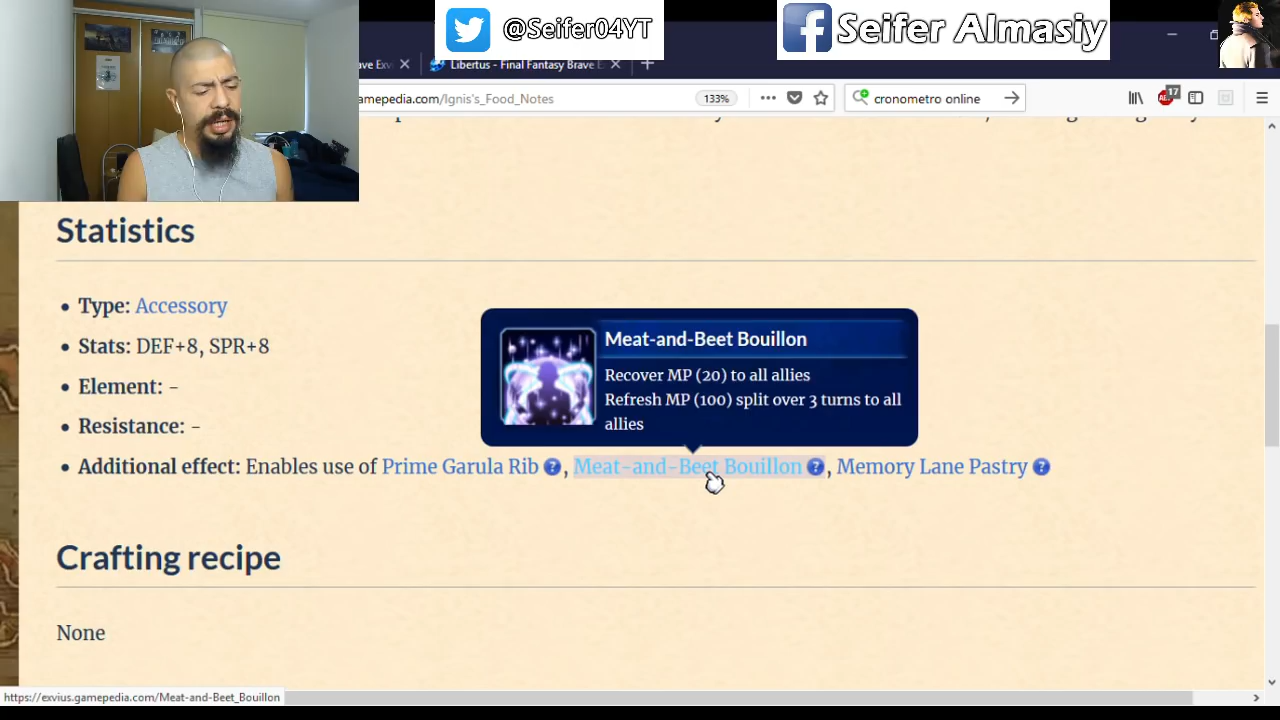 @Seifer04YT
Seifer Almasiy
ave Exv
Libertus - Final Fantasy Brave E
amepedia.com/Ignis's_Food_Notes
133%
cronometro online
17
Statistics
Type: Accessory
Stats: DEF+8, SPR+8
Element: -
Resistance: -
Meat-and-Beet Bouillon
Recover MP (20) to all allies
Refresh MP (100) split over 3 turns to all
allies
Additional effect: Enables use of Prime Garula Rib ?, Meat-and-Beet Bouillon ?, Memory Lane Pastry ?
Crafting recipe
None
https://exvius.gamepedia.com/Meat-and-Beet_Bouillon